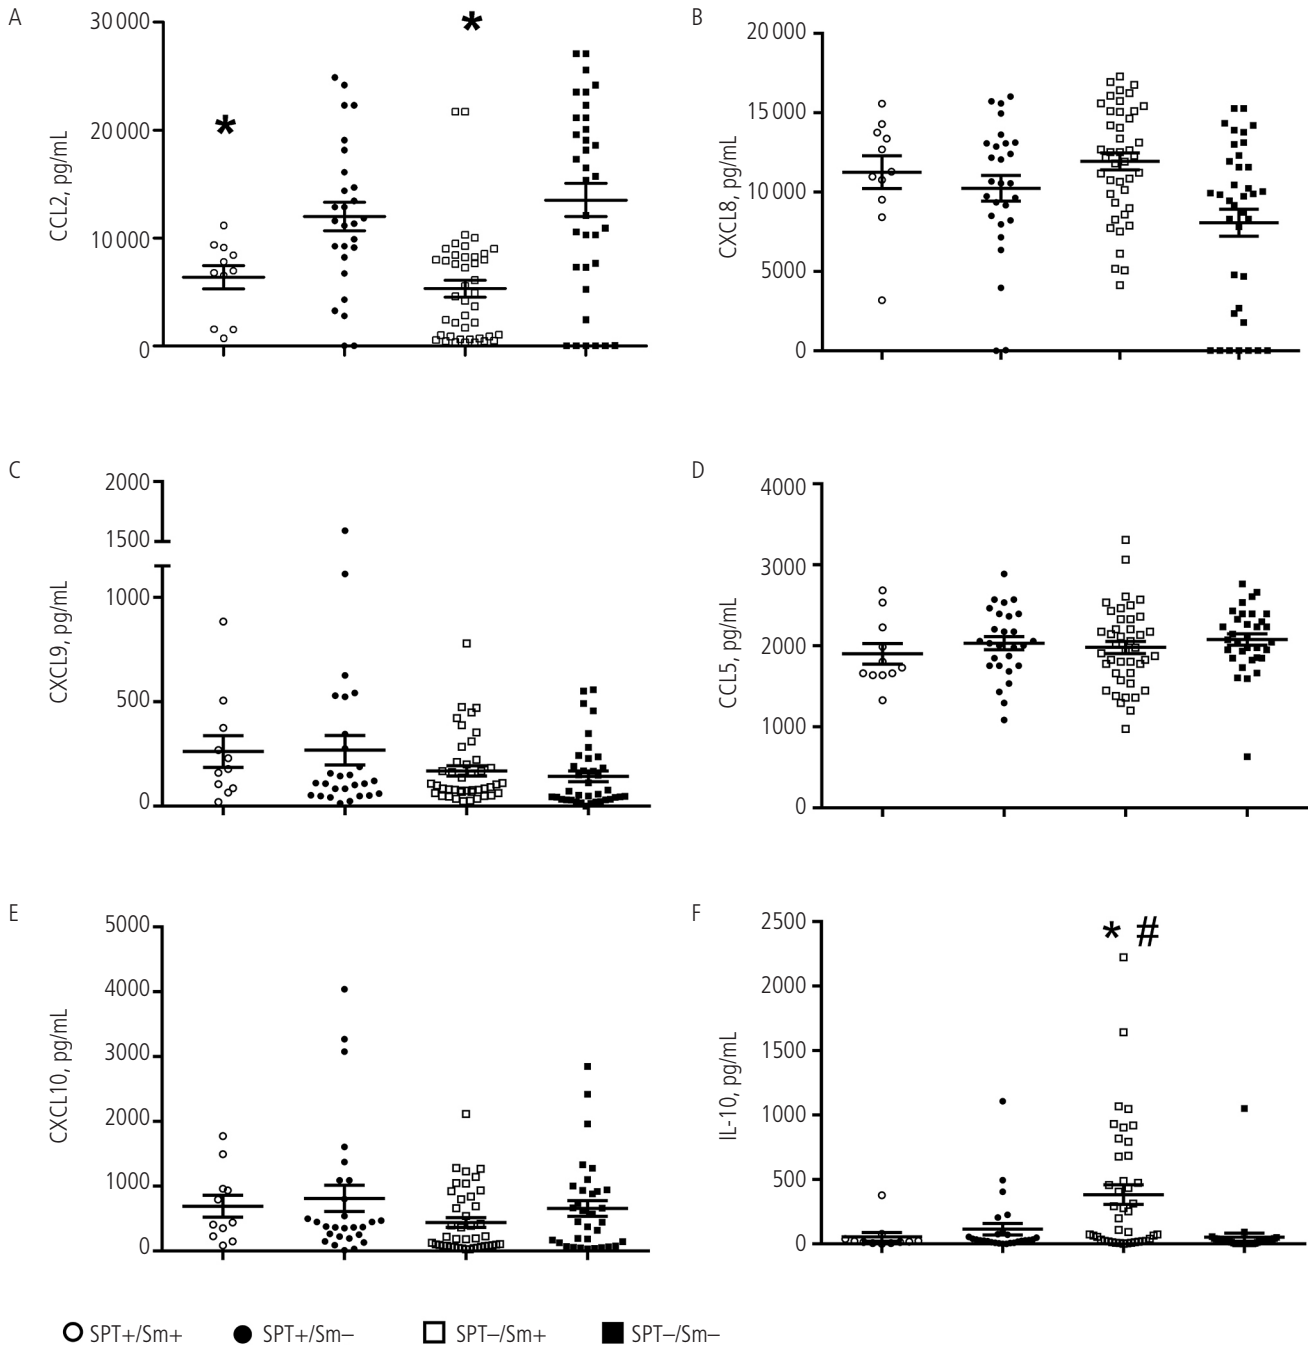 A
30 000
20 000
10 000
0
CCL2, pg/mL
*
*
B
20 000
15 000
10 000
5000
0
CXCL8, pg/mL
C
2000
1500
1000
500
0
CXCL9, pg/mL
D
4000
3000
2000
1000
0
CCL5, pg/mL
E
5000
4000
3000
2000
1000
0
CXCL10, pg/mL
F
2500
2000
1500
1000
500
0
IL-10, pg/mL
* #
SPT+/Sm+ SPT+/Sm– SPT–/Sm+ SPT–/Sm–